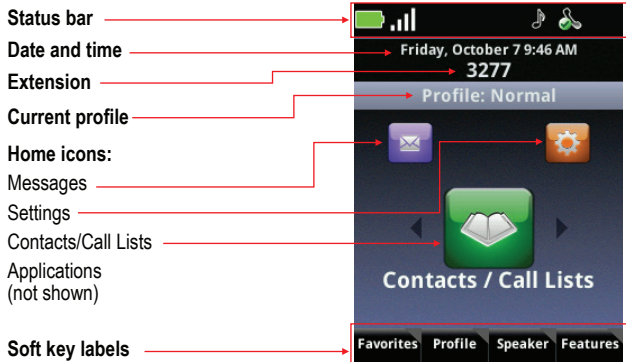 Status bar
Date and time
Extension
Current profile
Home icons:
Messages
Settings
Contacts/Call Lists
Applications
(not shown)
Soft key labels
Friday, October 7 9:46 AM
3277
Profile: Normal
Contacts / Call Lists
Favorites Profile Speaker Features